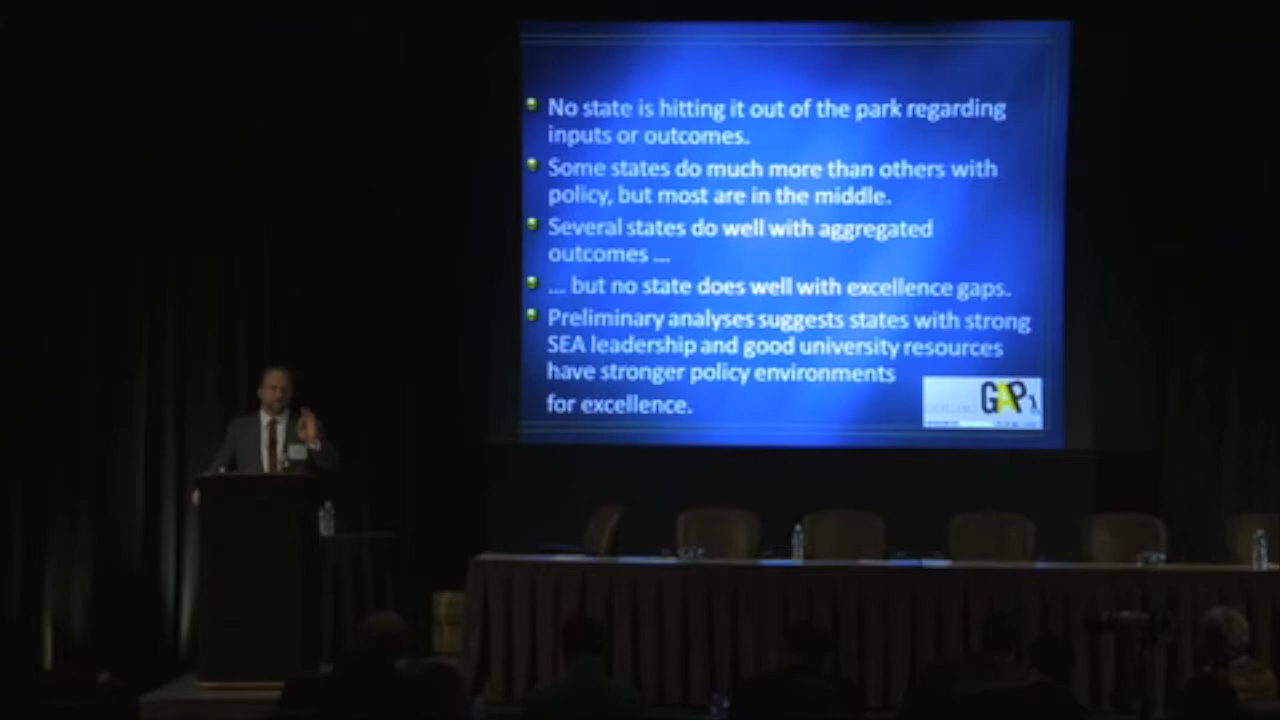 No state is hitting it out of the park regarding
inputs or outcomes.
Some states do much more than others with
policy, but most are in the middle.
Several states do well with aggregated
outcomes ...
... but no state does well with excellence gaps.
Preliminary analyses suggests states with strong
SEA leadership and good university resources
have stronger policy environments
for excellence.
EXCELLENCE GAP